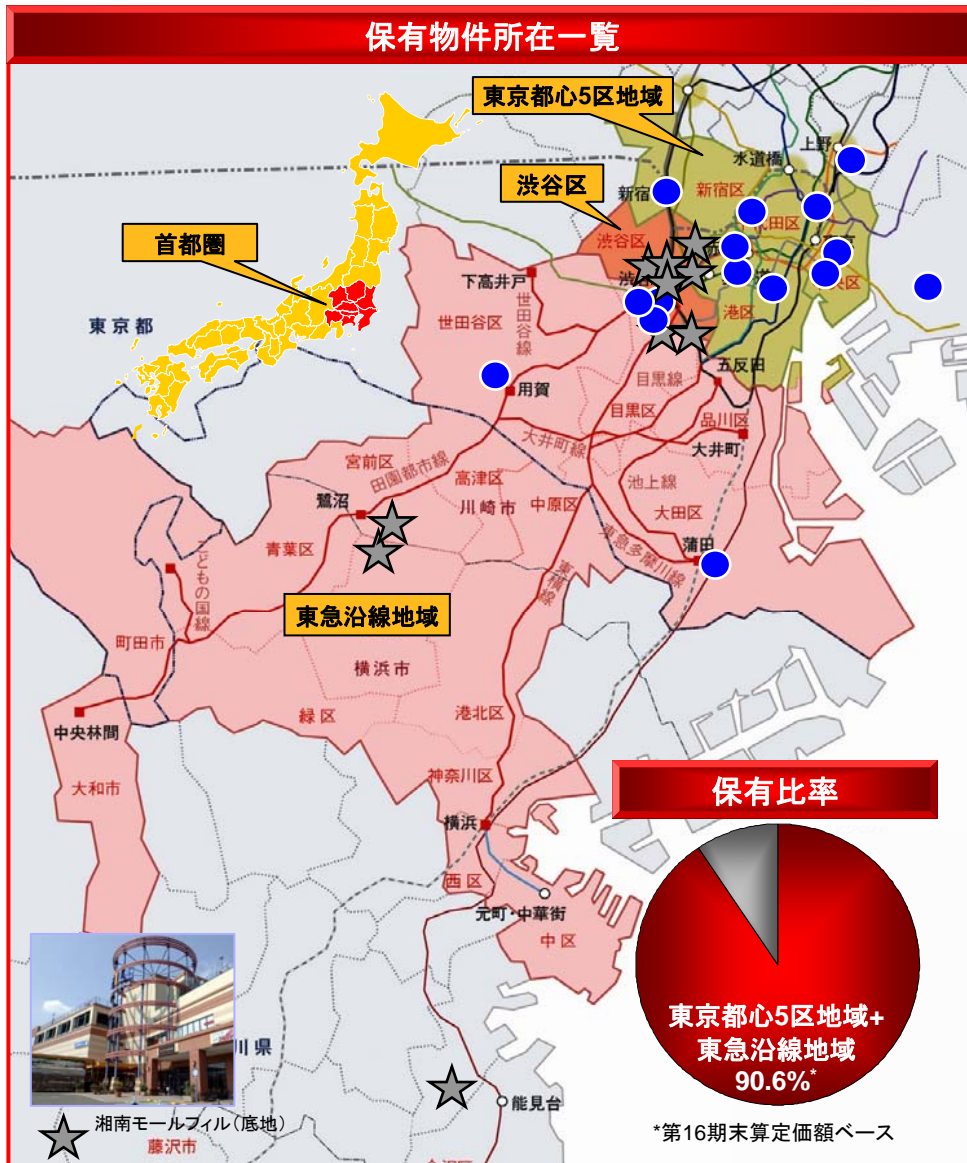 保有物件所在一覧
東京都心5区地域
上野
水道橋
渋谷区
新宿
新宿区
首都圏
渋谷区
下高井戸
東京都
世田谷区
世田谷線
港区
五反田
目黒線
用賀
目黒区
品川区
大井町線
大井町
宮前区
田園都市線
高津区
池上線
鷺沼
川崎市
中原区
大田区
青葉区
蒲田
東急多摩川線
こどもの国線
東横線
東急沿線地域
町田市
横浜市
緑区
港北区
中央林間
神奈川区
大和市
保有比率
横浜
西区
元町・中華街
中区
東京都心5区地域+
東急沿線地域
90.6%*
川県
能見台
湘南モールフィル(底地)
*第16期末算定価額ベース
藤沢市